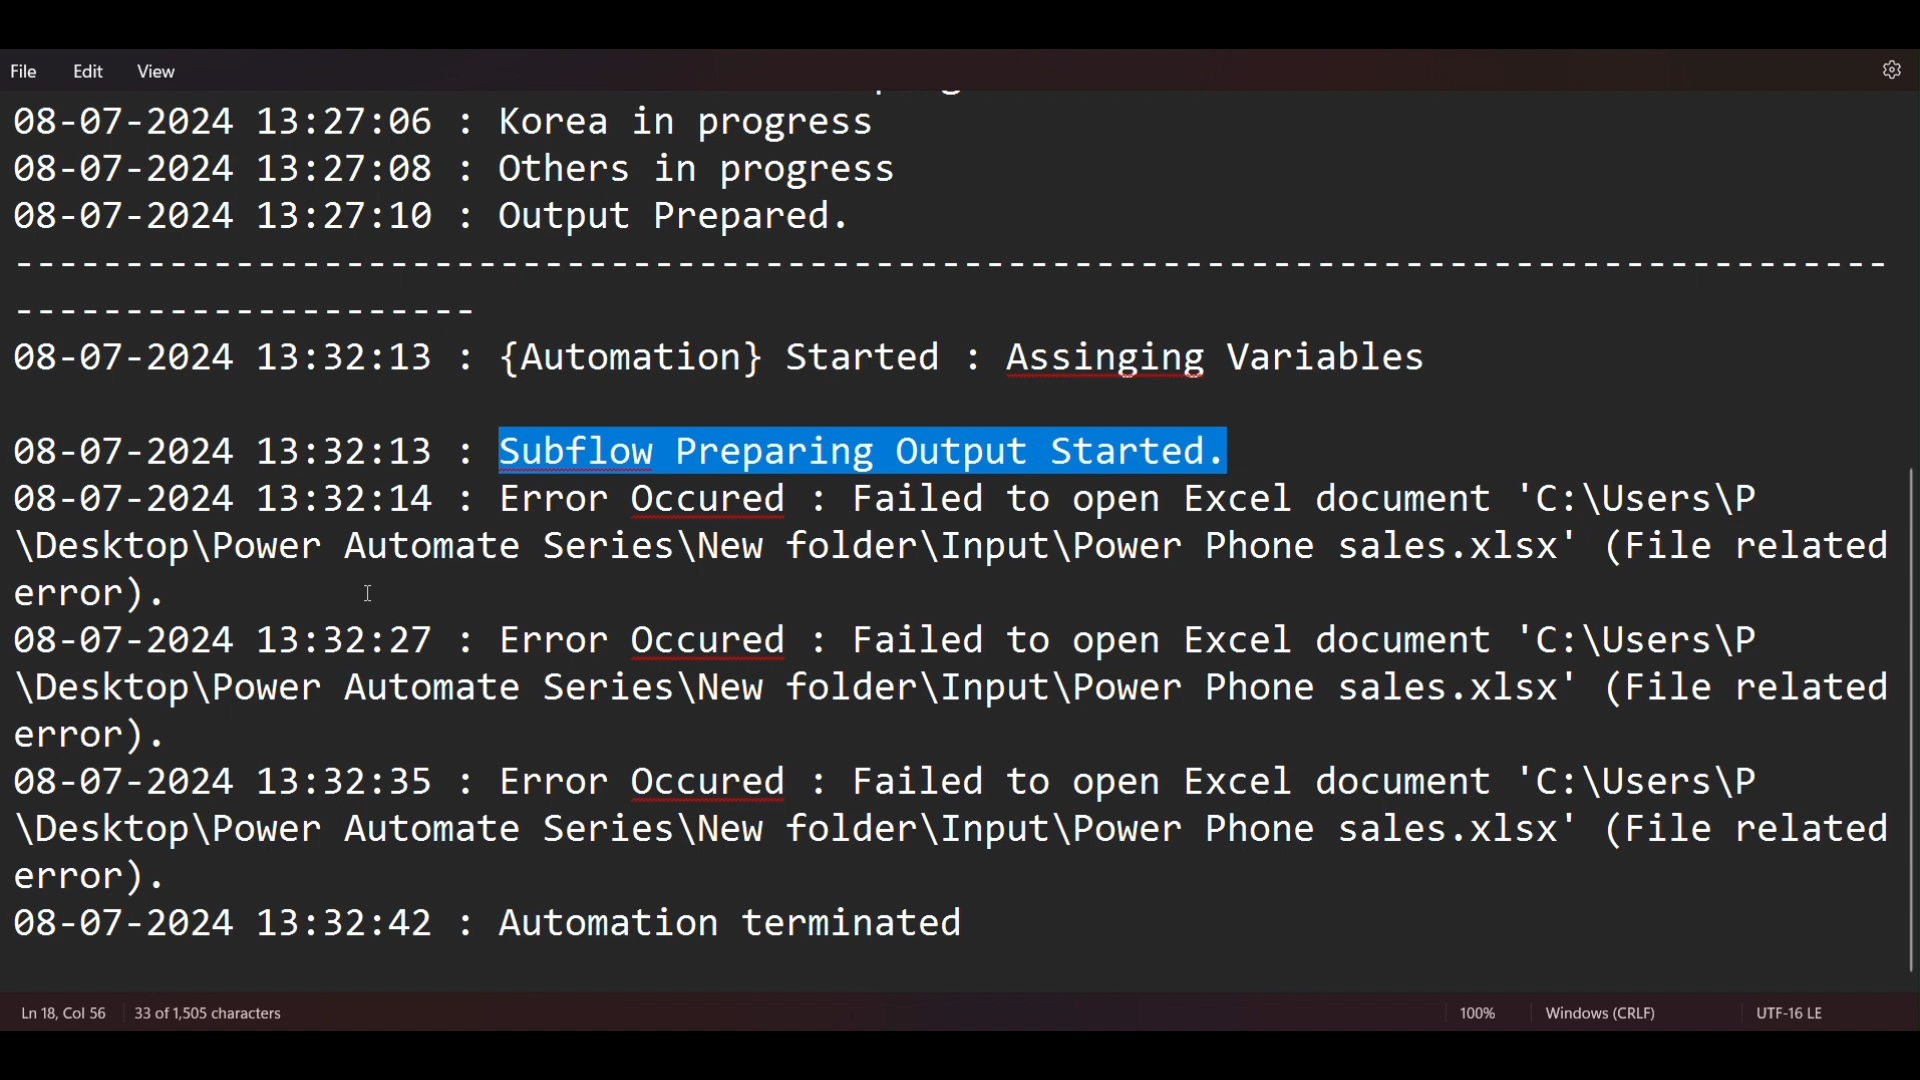 File Edit View
08-07-2024 13:27:06 : Korea in progress
08-07-2024 13:27:08 : Others in progress
08-07-2024 13:27:10 : Output Prepared.
-------------------------------------------------------------------------------------
---------------------
08-07-2024 13:32:13 : {Automation} Started : Assinging Variables
08-07-2024 13:32:13 : Subflow Preparing Output Started.
08-07-2024 13:32:14 : Error Occured : Failed to open Excel document 'C:\Users\P
\Desktop\Power Automate Series\New folder\Input\Power Phone sales.xlsx' (File related
error).
08-07-2024 13:32:27 : Error Occured : Failed to open Excel document 'C:\Users\P
\Desktop\Power Automate Series\New folder\Input\Power Phone sales.xlsx' (File related
error).
08-07-2024 13:32:35 : Error Occured : Failed to open Excel document 'C:\Users\P
\Desktop\Power Automate Series\New folder\Input\Power Phone sales.xlsx' (File related
error).
08-07-2024 13:32:42 : Automation terminated
Ln 18, Col 56 33 of 1,505 characters 100% Windows (CRLF) UTF-16 LE